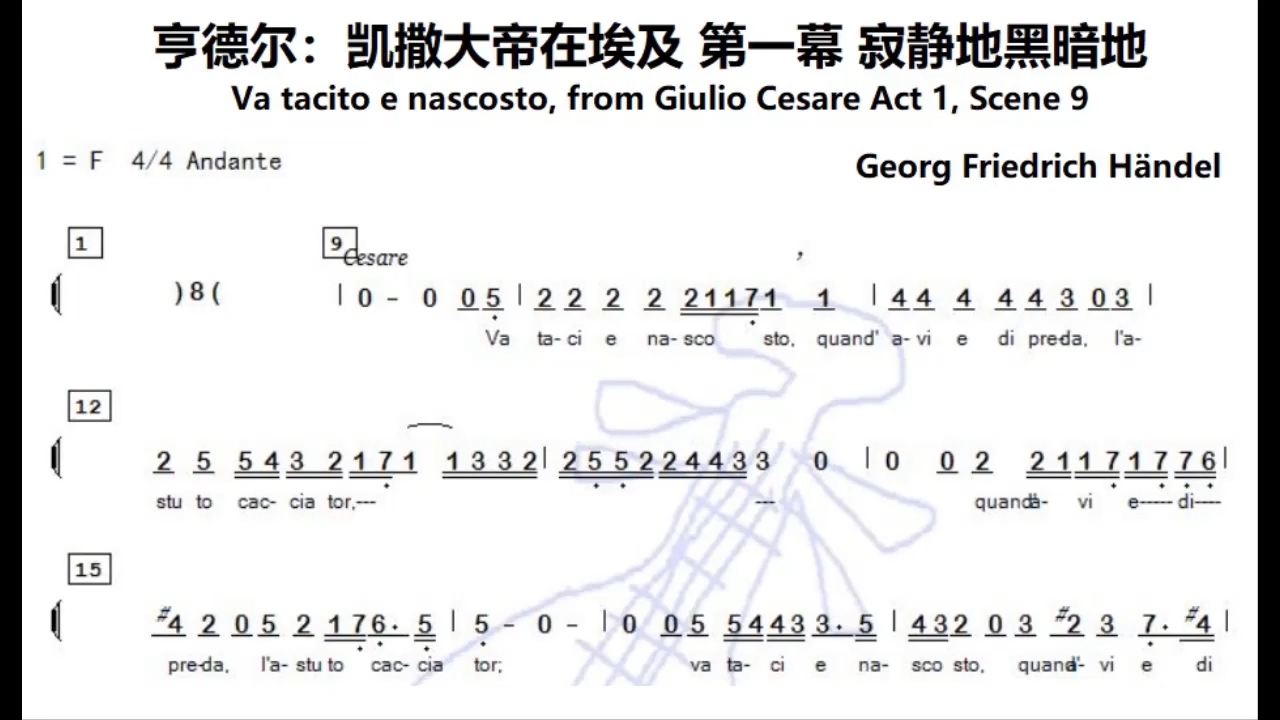 亨德尔：凯撒大帝在埃及 第一幕 寂静地黑暗地
Va tacito e nascosto, from Giulio Cesare Act 1, Scene 9
1 = F 4/4 Andante
Georg Friedrich Händel
1 9 Cesare ,
)8( | 0 - 0 0 5 | 2 2 2 2 2 1 1 7 1 1 | 4 4 4 4 4 3 0 3 |
Va ta- ci e na- sco sto, quand' a- vi e di preda, l'a-
12
2 5 5 4 3 2 1 7 1 1 3 3 2 | 2 5 5 2 2 4 4 3 3 0 | 0 0 2 2 1 1 7 1 7 7 6 |
stu to cac- cia tor,--- --- quand'a- vi e----- di----
15
#4 2 0 5 2 1 7 6 . 5 | 5 - 0 - | 0 0 5 5 4 4 3 3 . 5 | 4 3 2 0 3 #2 3 7 . #4 |
preda, l'a- stu to cac- cia tor; va ta- ci e na- sco sto, quand'a- vi e di